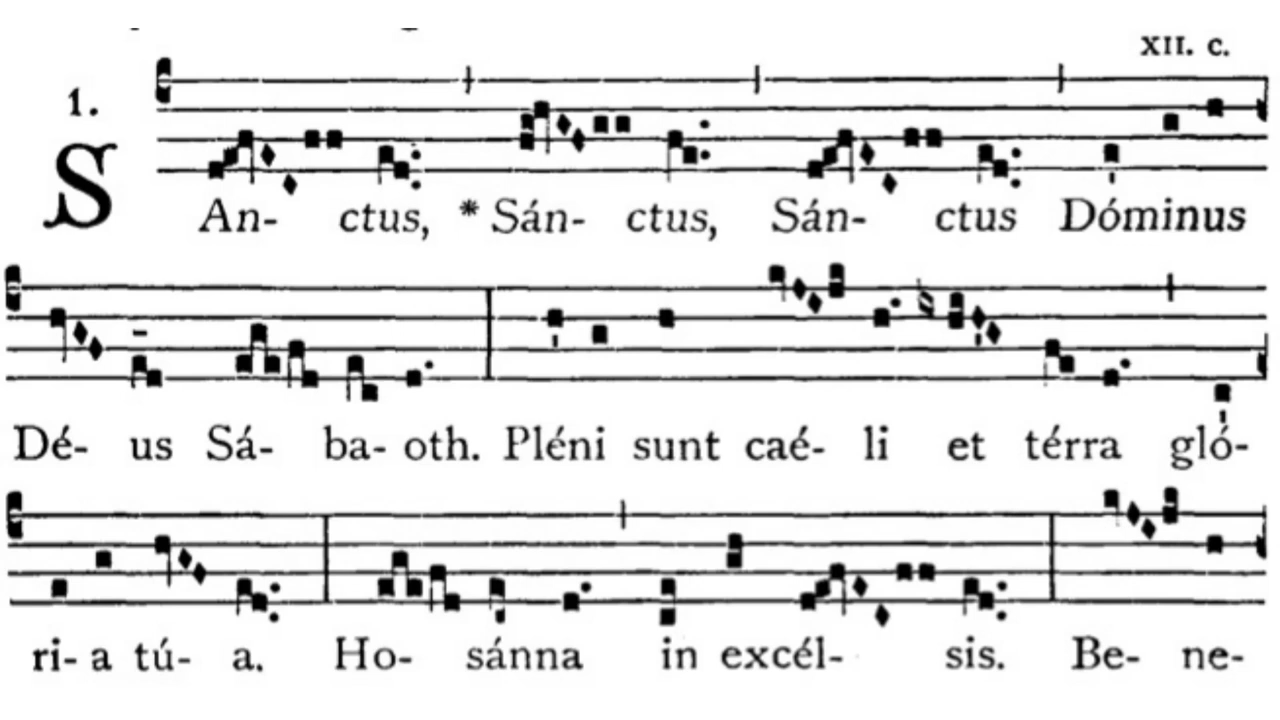 XII. c.
1.
SAn- ctus, * Sán- ctus, Sán- ctus Dóminus
Dé- us Sá- ba- oth. Pléni sunt caé- li et térra gló-
ri- a tú- a. Ho- sánna in excél- sis. Be- ne-